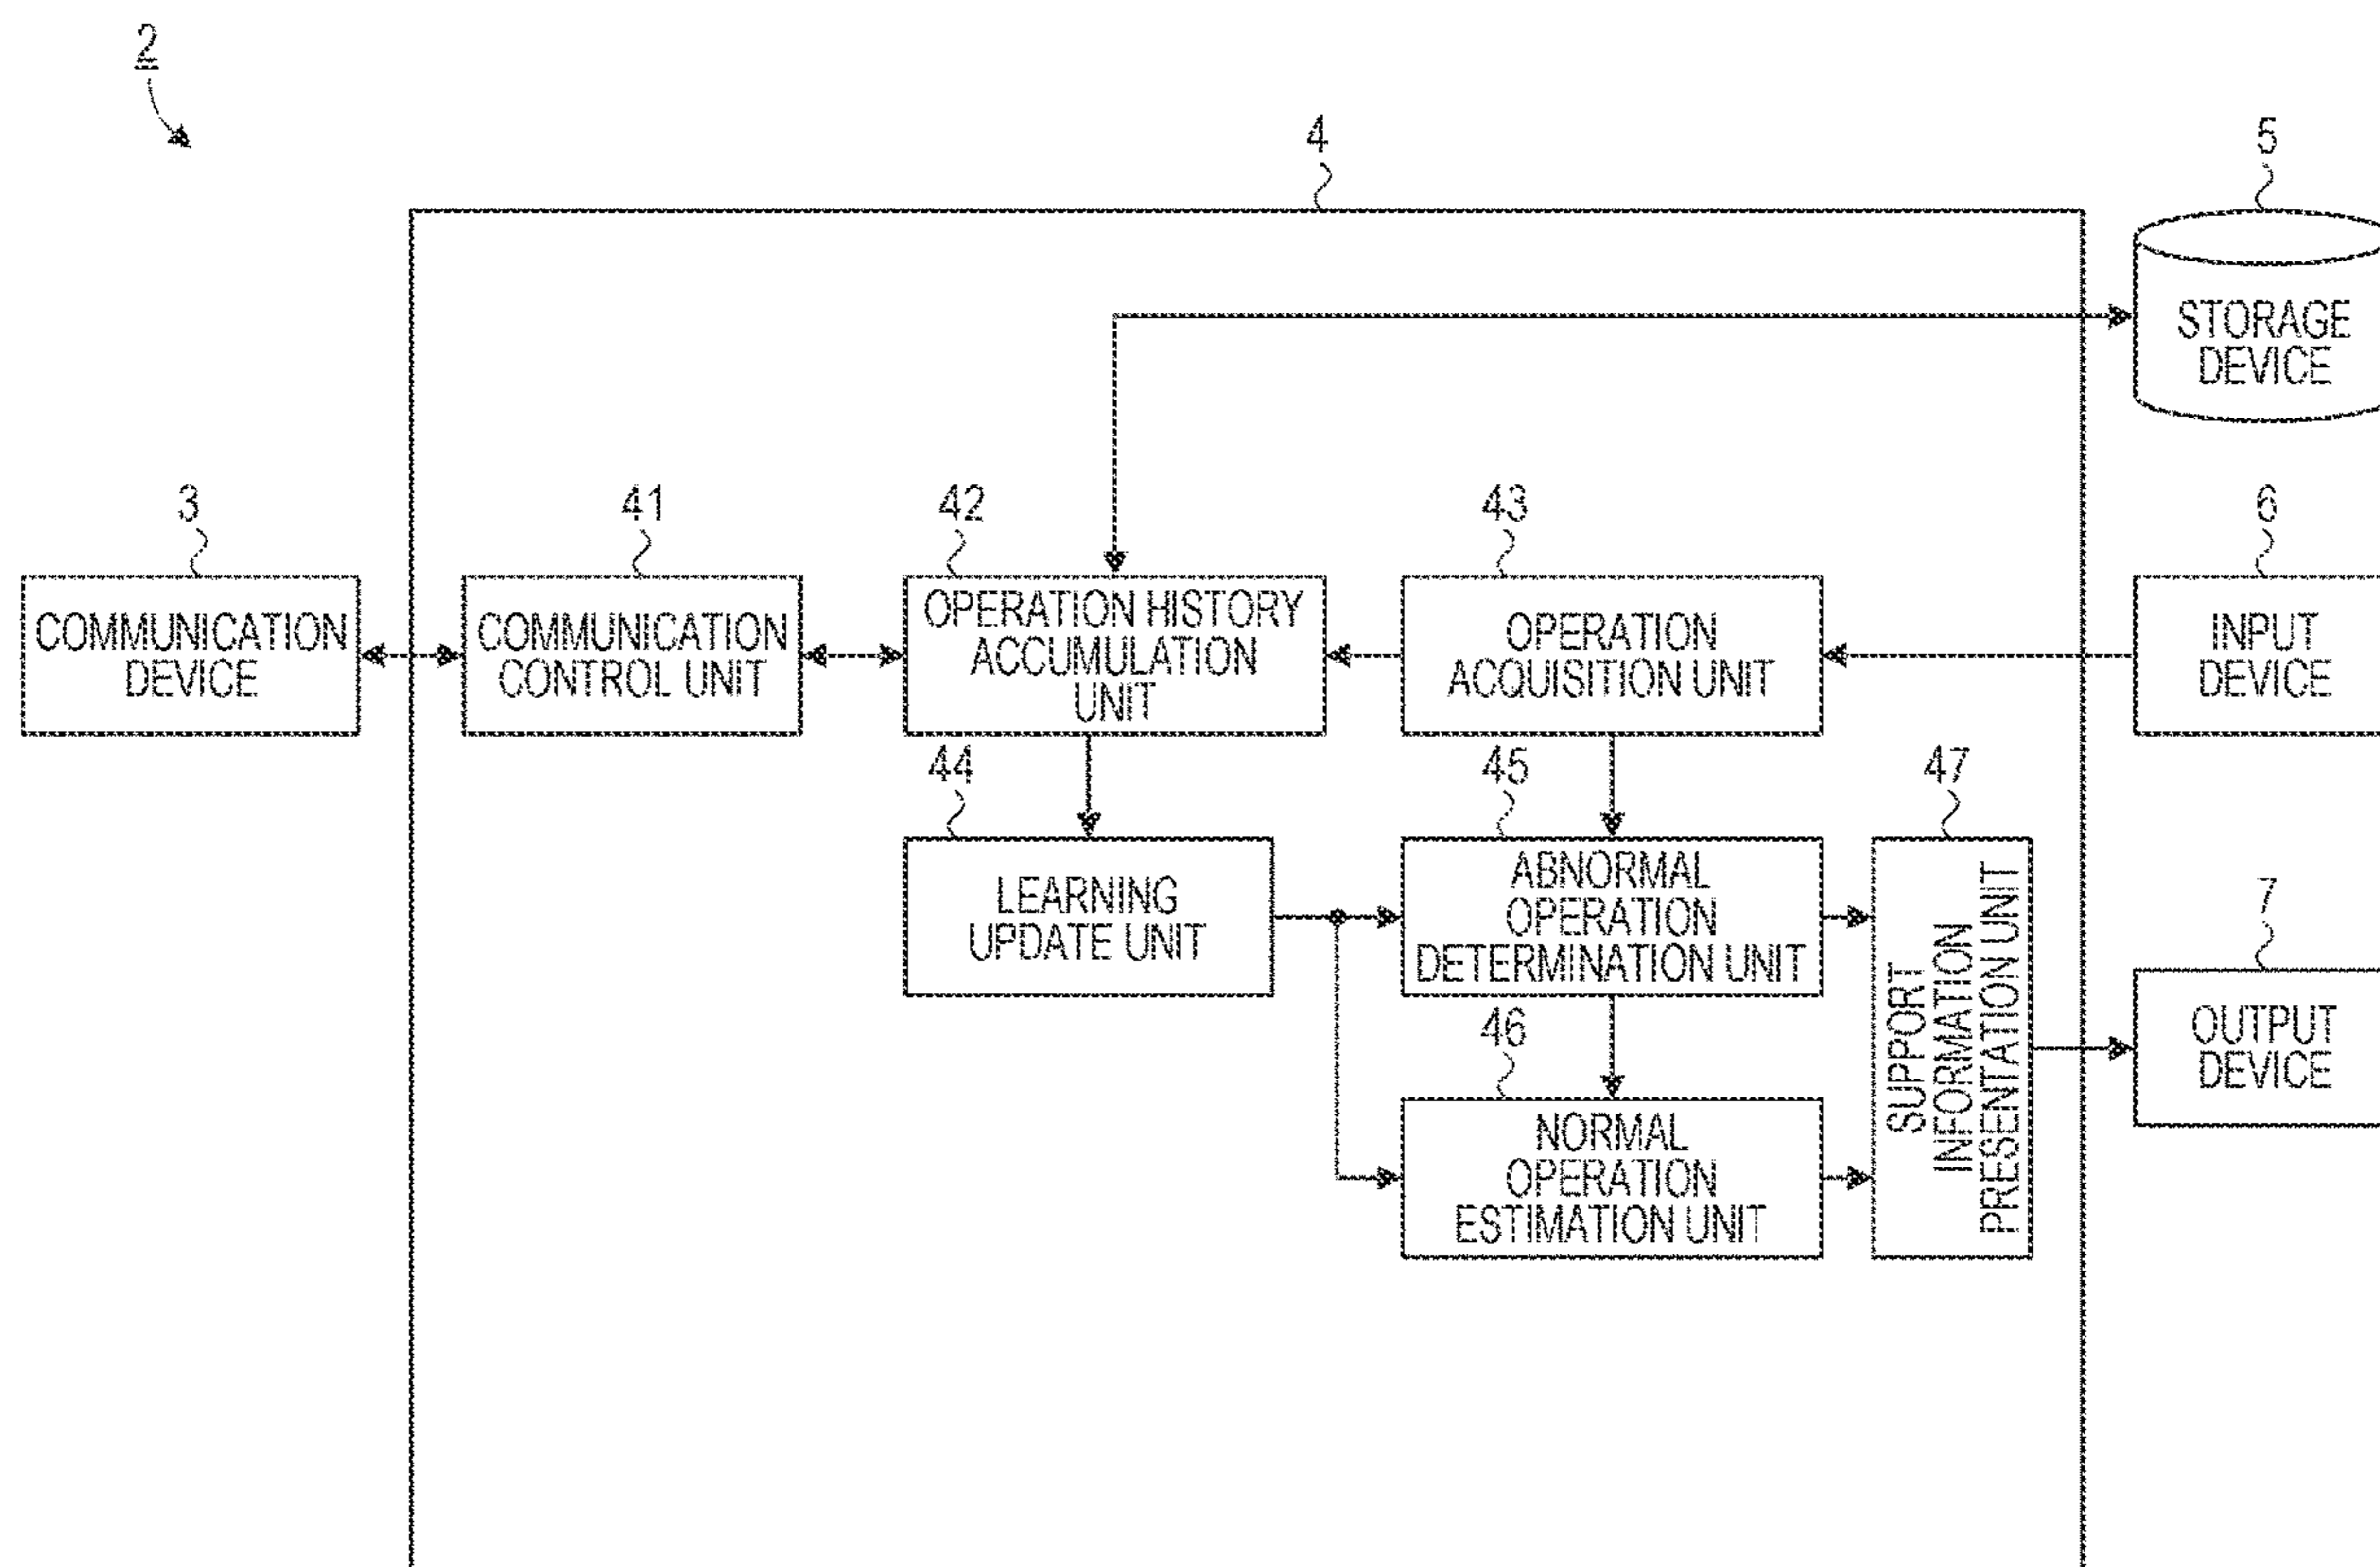 2
4
5
STORAGE
DEVICE
3
41
42
43
6
COMMUNICATION
DEVICE
COMMUNICATION
CONTROL UNIT
OPERATION HISTORY
ACCUMULATION
UNIT
OPERATION
ACQUISITION UNIT
INPUT
DEVICE
44
45
47
LEARNING
UPDATE UNIT
ABNORMAL
OPERATION
DETERMINATION UNIT
SUPPORT
INFORMATION
PRESENTATION UNIT
7
OUTPUT
DEVICE
46
NORMAL
OPERATION
ESTIMATION UNIT